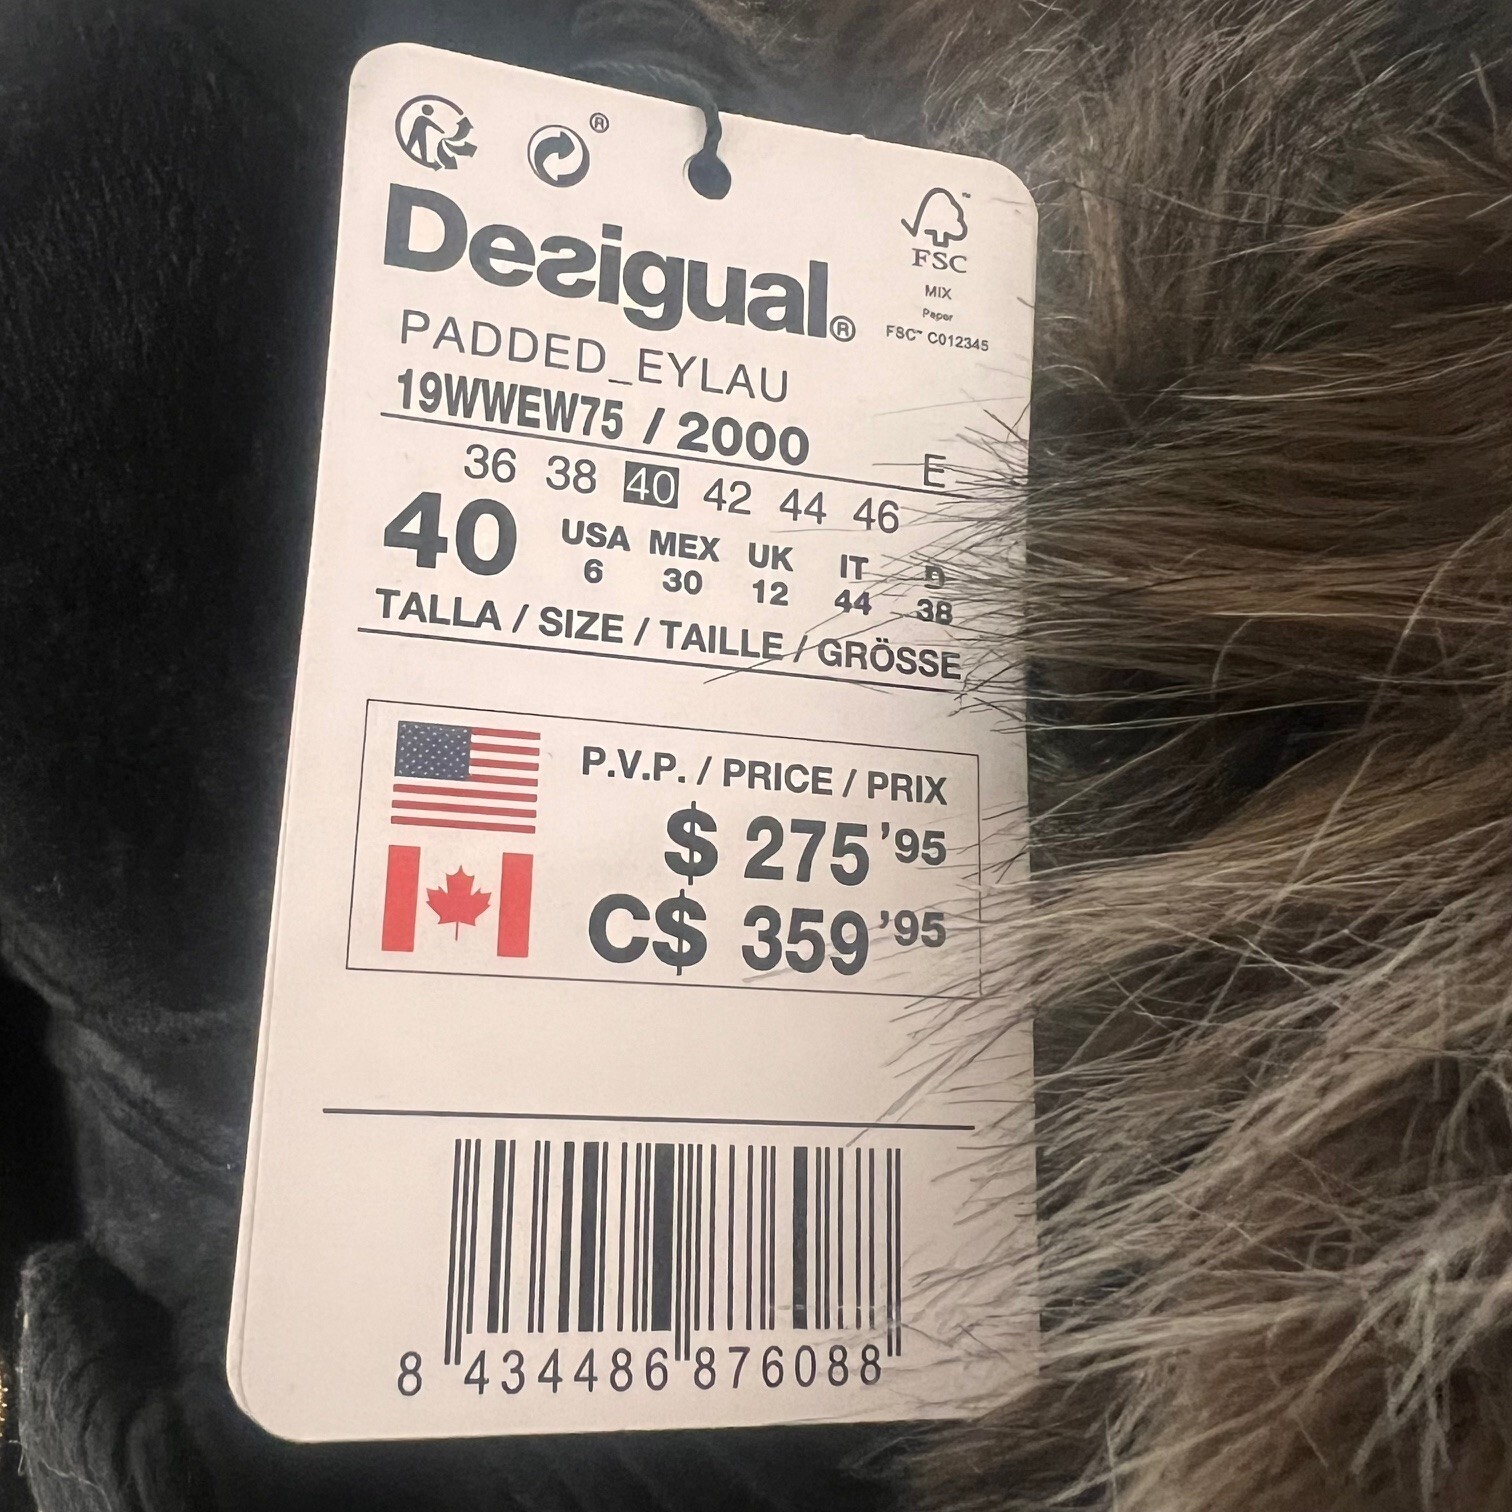 ®
Desigual®
FSC
MIX
Paper
FSC™ C012345
PADDED_EYLAU
19WWEW75 / 2000
E
36 38 40 42 44 46
40
USA MEX UK IT D
6 30 12 44 38
TALLA / SIZE / TAILLE / GRÖSSE
P.V.P. / PRICE / PRIX
$ 275'95
C$ 359'95
8 434486 876088